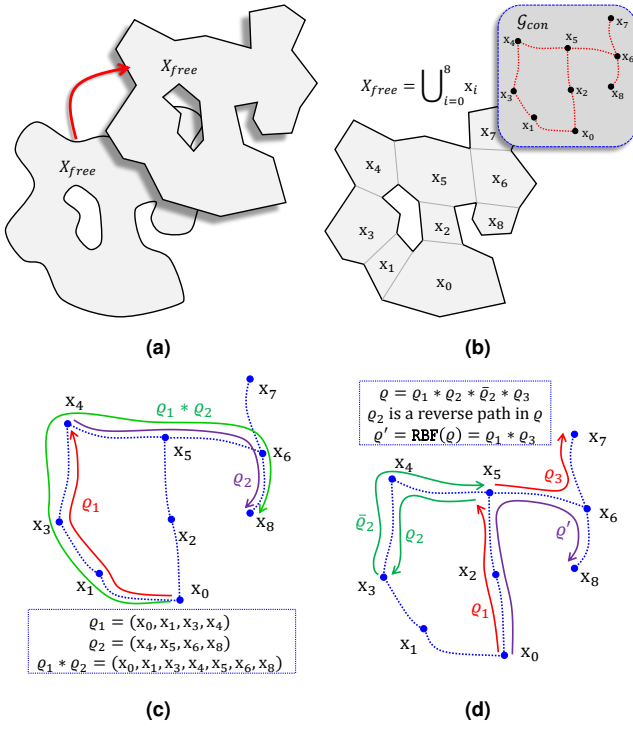 X_free
X_free
(a)
X_free = ⋃_{i=0}^{8} x_i
𝒢_con
x_7
x_4
x_5
x_6
x_3
x_2
x_8
x_1
x_0
x_7
x_4
x_5
x_6
x_3
x_2
x_8
x_1
x_0
(b)
x_7
x_4
ϱ_1 * ϱ_2
x_5
x_6
ϱ_2
ϱ_1
x_3
x_8
x_2
x_1
x_0
ϱ_1 = (x_0, x_1, x_3, x_4)
ϱ_2 = (x_4, x_5, x_6, x_8)
ϱ_1 * ϱ_2 = (x_0, x_1, x_3, x_4, x_5, x_6, x_8)
(c)
ϱ = ϱ_1 * ϱ_2 * ϱ̄_2 * ϱ_3
ϱ_2 is a reverse path in ϱ
ϱ′ = RBF(ϱ) = ϱ_1 * ϱ_3
x_7
x_4
x_5
ϱ_3
x_6
ϱ̄_2
ϱ_2
ϱ′
x_3
x_2
x_8
ϱ_1
x_1
x_0
(d)